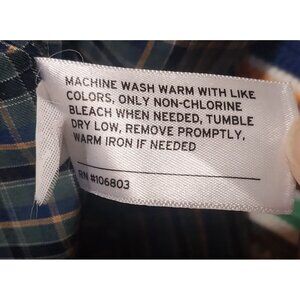 MACHINE WASH WARM WITH LIKE
COLORS, ONLY NON-CHLORINE
BLEACH WHEN NEEDED, TUMBLE
DRY LOW, REMOVE PROMPTLY,
WARM IRON IF NEEDED
RN #106803